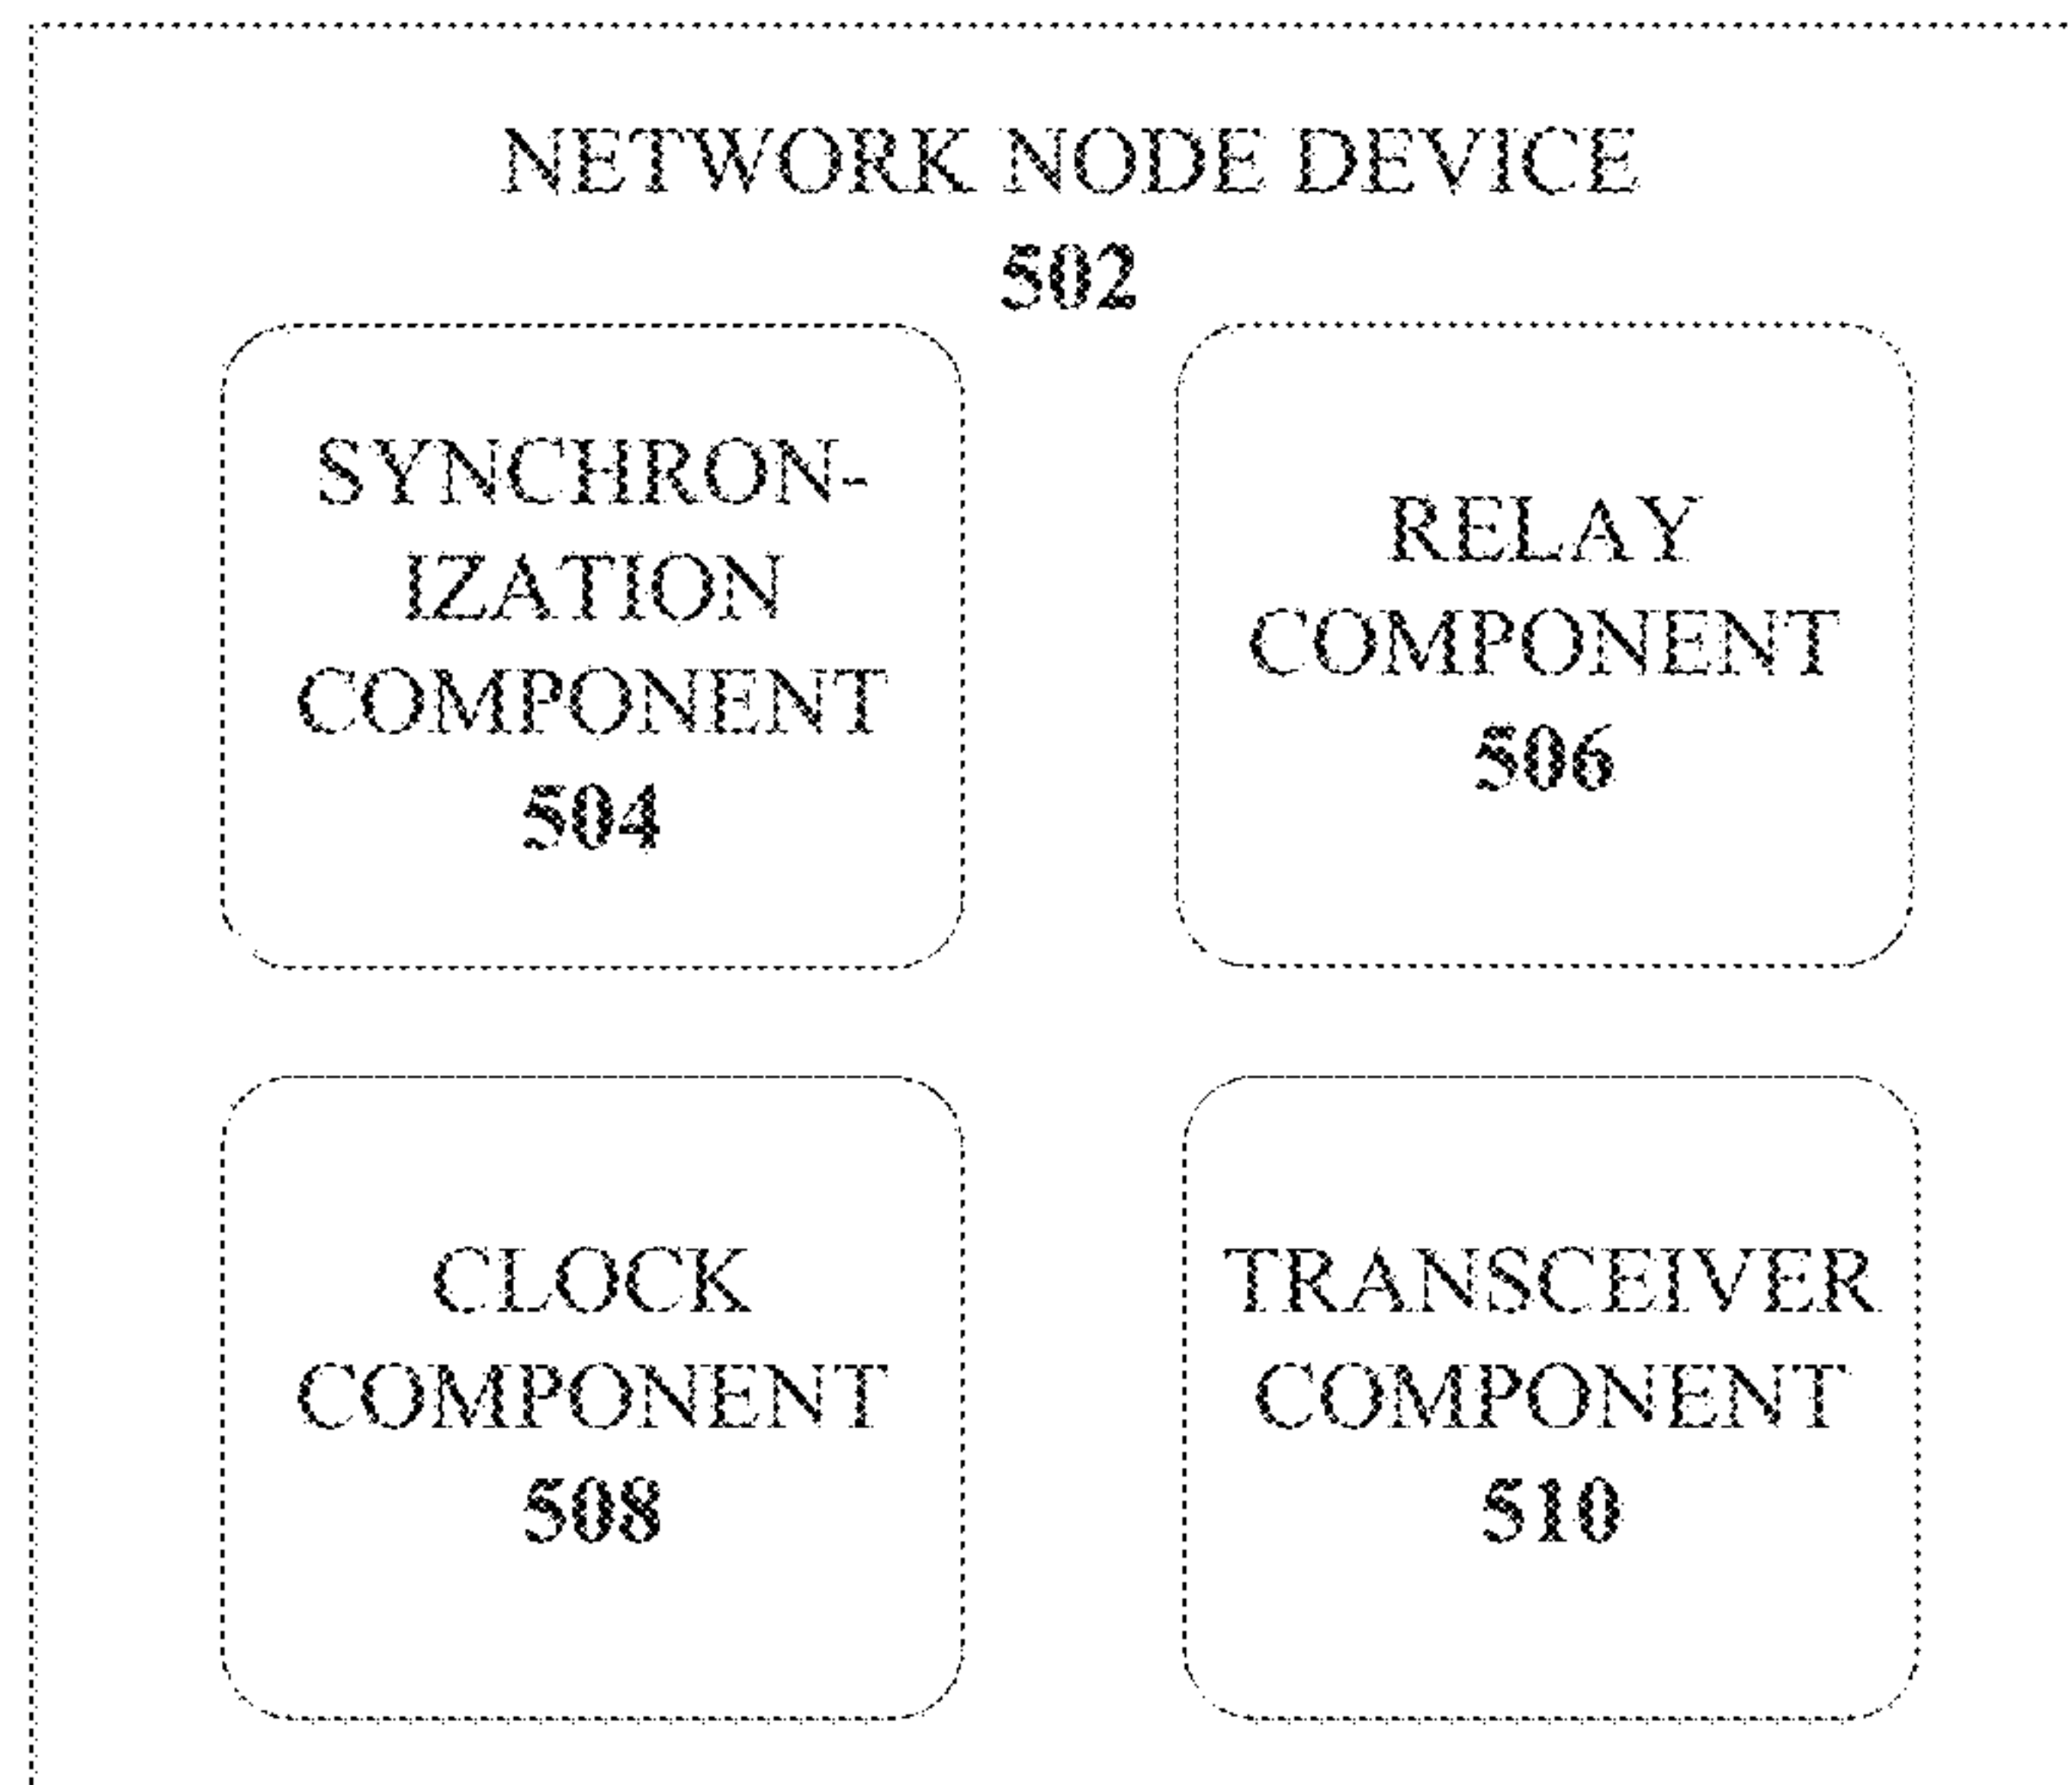 NETWORK NODE DEVICE
502
SYNCHRON-
IZATION
COMPONENT
504
RELAY
COMPONENT
506
CLOCK
COMPONENT
508
TRANSCEIVER
COMPONENT
510